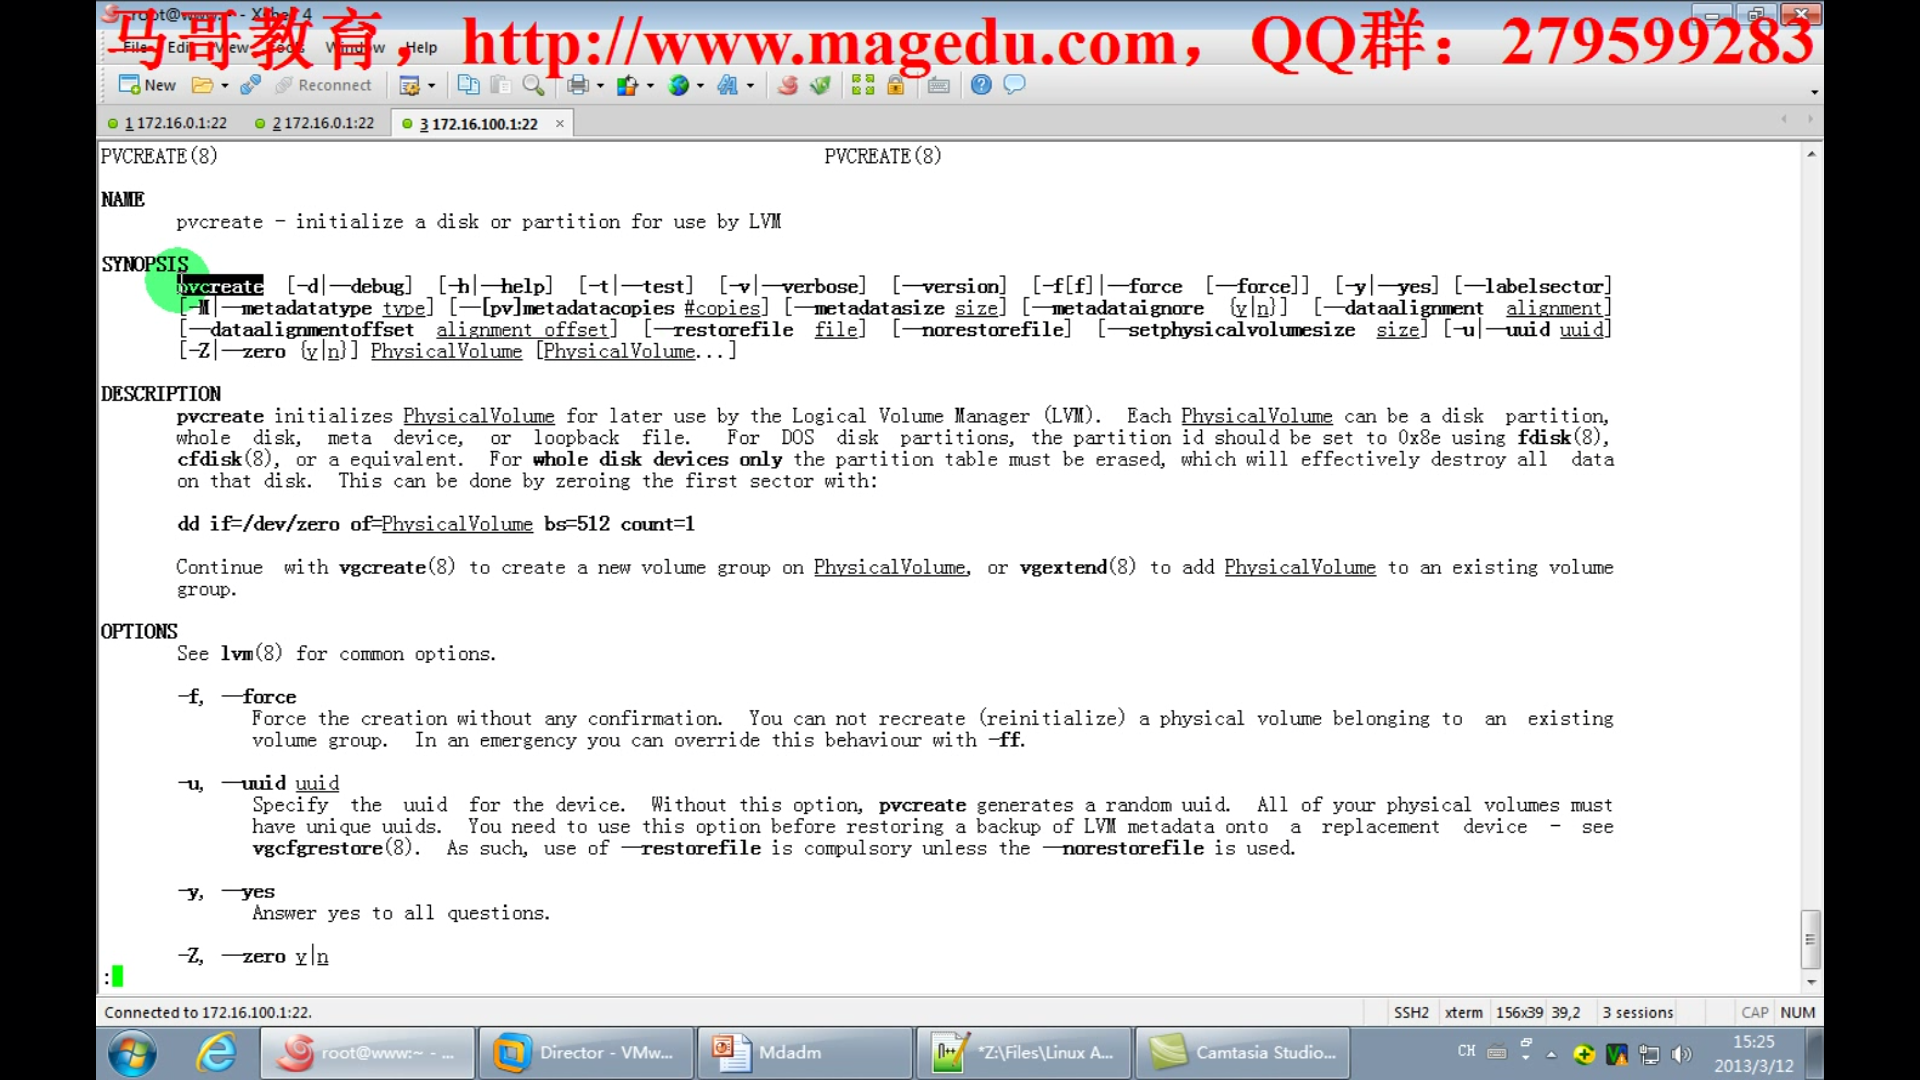 root@www:~ - Xshell 4
马哥教育，http://www.magedu.com，QQ群：279599283
File Edit View Tools Window Help
New Reconnect
1 172.16.0.1:22 2 172.16.0.1:22 3 172.16.100.1:22
PVCREATE(8) PVCREATE(8)
NAME
pvcreate - initialize a disk or partition for use by LVM
SYNOPSIS
pvcreate [-d|--debug] [-h|--help] [-t|--test] [-v|--verbose] [--version] [-f[f]|--force [--force]] [-y|--yes] [--labelsector]
[-M|--metadatatype type] [--[pv]metadatacopies #copies] [--metadatasize size] [--metadataignore {y|n}] [--dataalignment alignment]
[--dataalignmentoffset alignment_offset] [--restorefile file] [--norestorefile] [--setphysicalvolumesize size] [-u|--uuid uuid]
[-Z|--zero {y|n}] PhysicalVolume [PhysicalVolume...]
DESCRIPTION
pvcreate initializes PhysicalVolume for later use by the Logical Volume Manager (LVM). Each PhysicalVolume can be a disk partition,
whole disk, meta device, or loopback file. For DOS disk partitions, the partition id should be set to 0x8e using fdisk(8),
cfdisk(8), or a equivalent. For whole disk devices only the partition table must be erased, which will effectively destroy all data
on that disk. This can be done by zeroing the first sector with:
dd if=/dev/zero of=PhysicalVolume bs=512 count=1
Continue with vgcreate(8) to create a new volume group on PhysicalVolume, or vgextend(8) to add PhysicalVolume to an existing volume
group.
OPTIONS
See lvm(8) for common options.
-f, --force
Force the creation without any confirmation. You can not recreate (reinitialize) a physical volume belonging to an existing
volume group. In an emergency you can override this behaviour with -ff.
-u, --uuid uuid
Specify the uuid for the device. Without this option, pvcreate generates a random uuid. All of your physical volumes must
have unique uuids. You need to use this option before restoring a backup of LVM metadata onto a replacement device - see
vgcfgrestore(8). As such, use of --restorefile is compulsory unless the --norestorefile is used.
-y, --yes
Answer yes to all questions.
-Z, --zero y|n
:
Connected to 172.16.100.1:22. SSH2 xterm 156x39 39,2 3 sessions CAP NUM
root@www:~ - ... Director - VMw... Mdadm *Z:\Files\Linux A... Camtasia Studio... CH 15:25
2013/3/12